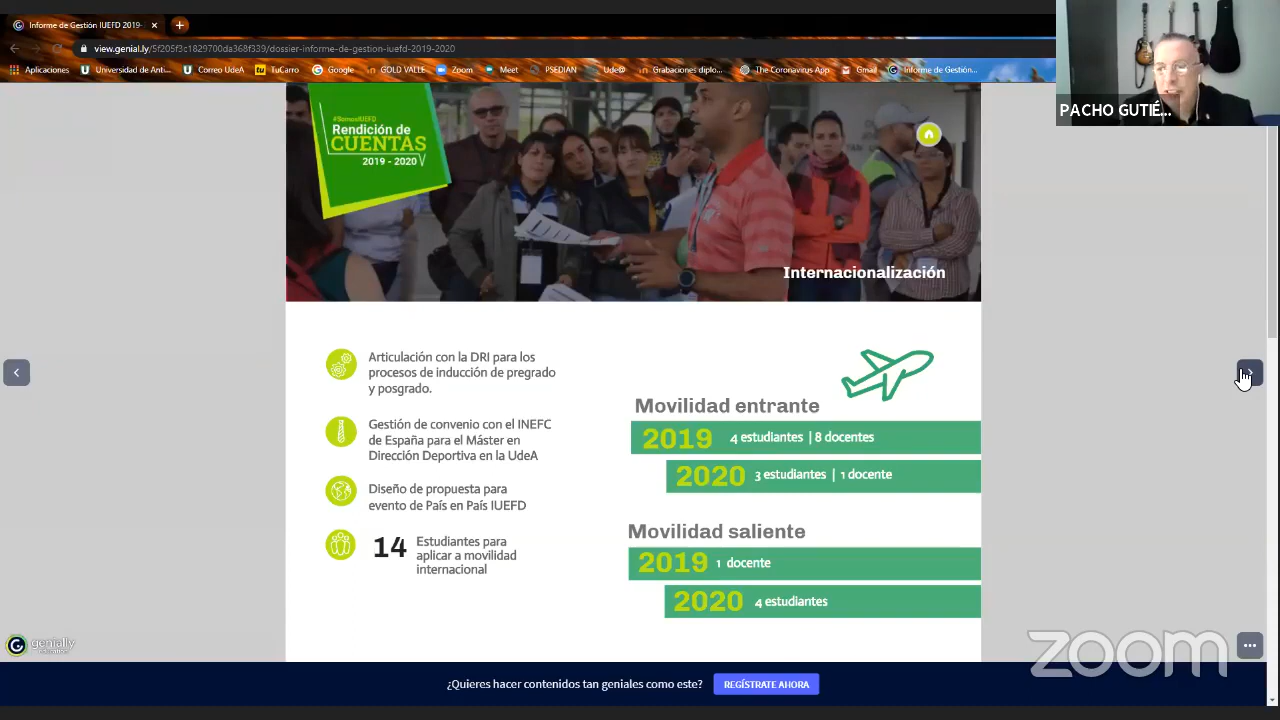 Informe de Gestión IUEFD 2019-
view.genial.ly/5f205f3c1829700da368f339/dossier-informe-de-gestion-iuefd-2019-2020
Aplicaciones Universidad de Anti... Correo UdeA TuCarro Google GOLD VALLE Zoom Meet PSEDIAN Ude@ Grabaciones diplo... The Coronavirus App Gmail Informe de Gestión...
PACHO GUTIÉ...
#SomosIUEFD
Rendición de
CUENTAS
2019 - 2020
Internacionalización
Articulación con la DRI para los
procesos de inducción de pregrado
y posgrado.
Gestión de convenio con el INEFC
de España para el Máster en
Dirección Deportiva en la UdeA
Diseño de propuesta para
evento de País en País IUEFD
14 Estudiantes para
aplicar a movilidad
internacional
Movilidad entrante
2019 4 estudiantes | 8 docentes
2020 3 estudiantes | 1 docente
Movilidad saliente
2019 1 docente
2020 4 estudiantes
genially
education
zoom
¿Quieres hacer contenidos tan geniales como este? REGÍSTRATE AHORA